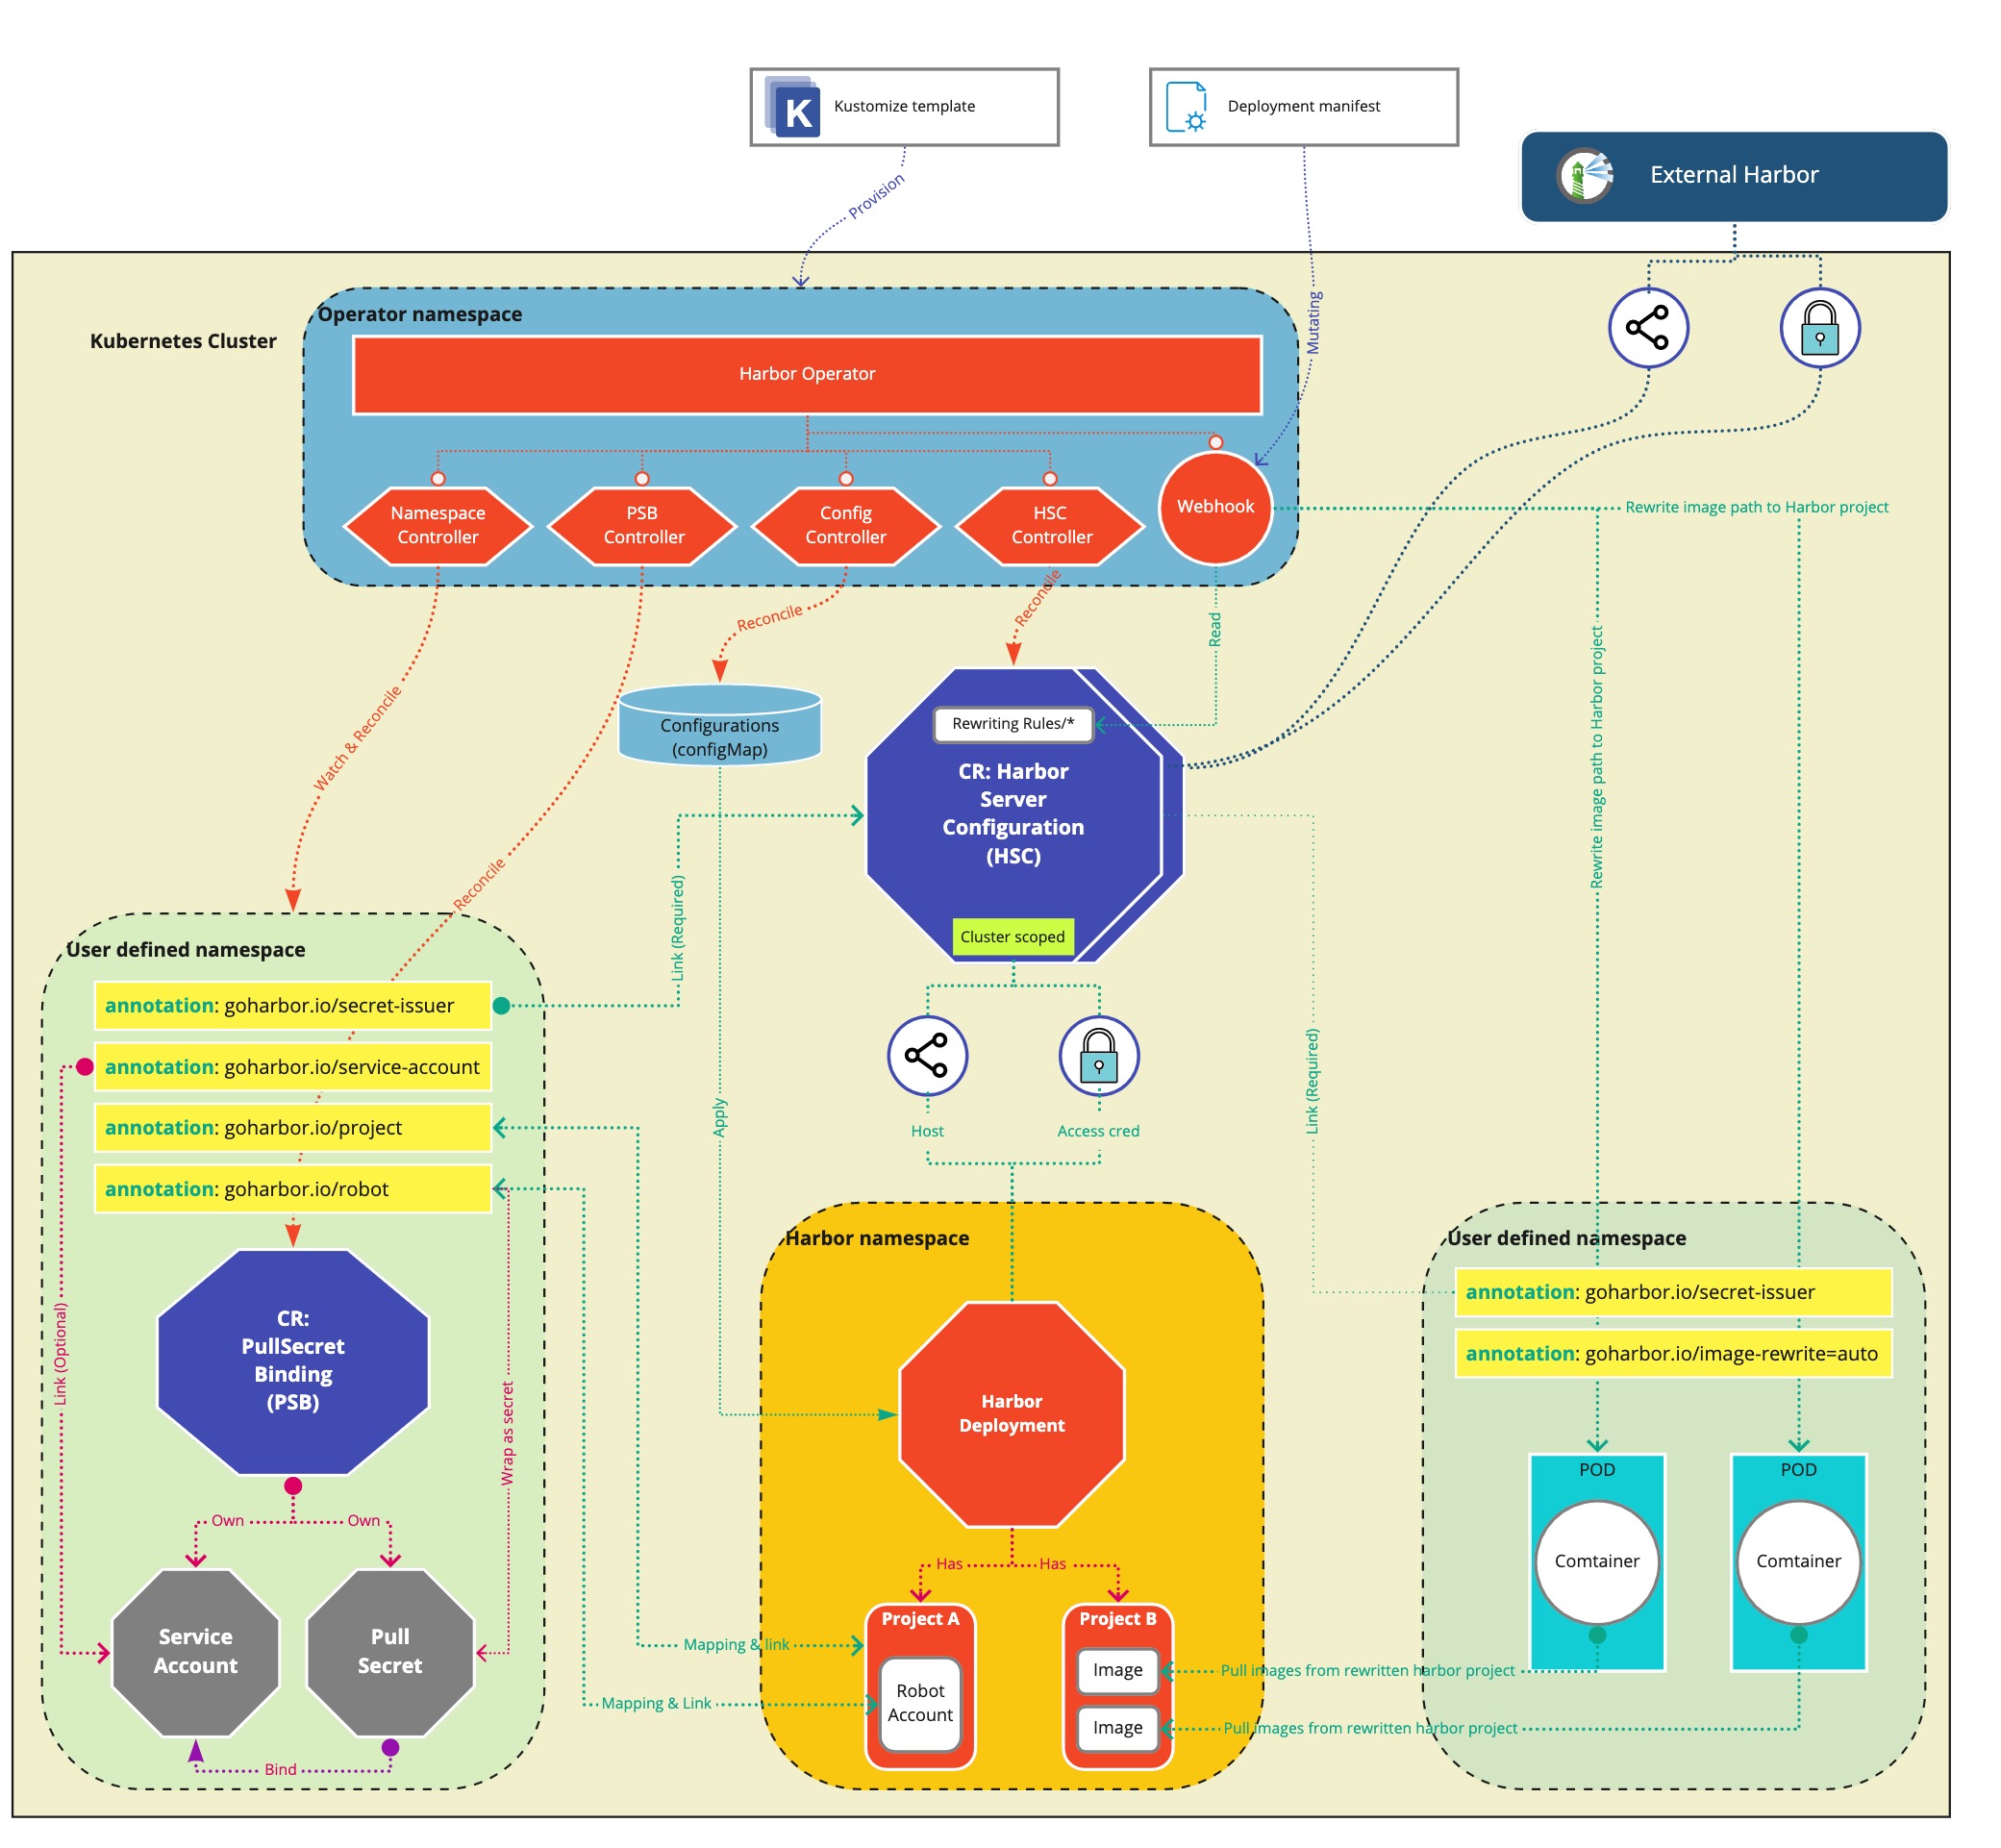 K
Kustomize template
Deployment manifest
External Harbor
Provision
Mutating
Kubernetes Cluster
Operator namespace
Harbor Operator
Namespace
Controller
PSB
Controller
Config
Controller
HSC
Controller
Webhook
Rewrite image path to Harbor project
Rewrite image path to Harbor project
Watch & Reconcile
Reconcile
Reconcile
Reconcile
Read
Configurations
(configMap)
Rewriting Rules/*
CR: Harbor
Server
Configuration
(HSC)
Cluster scoped
Link (Required)
Link (Required)
Apply
Host
Access cred
User defined namespace
annotation: goharbor.io/secret-issuer
annotation: goharbor.io/service-account
annotation: goharbor.io/project
annotation: goharbor.io/robot
CR:
PullSecret
Binding
(PSB)
Link (Optional)
Wrap as secret
Own
Own
Service
Account
Pull
Secret
Bind
Harbor namespace
Harbor
Deployment
Has
Has
Project A
Robot
Account
Project B
Image
Image
Mapping & link
Mapping & Link
User defined namespace
annotation: goharbor.io/secret-issuer
annotation: goharbor.io/image-rewrite=auto
POD
Comtainer
POD
Comtainer
Pull images from rewritten harbor project
Pull images from rewritten harbor project